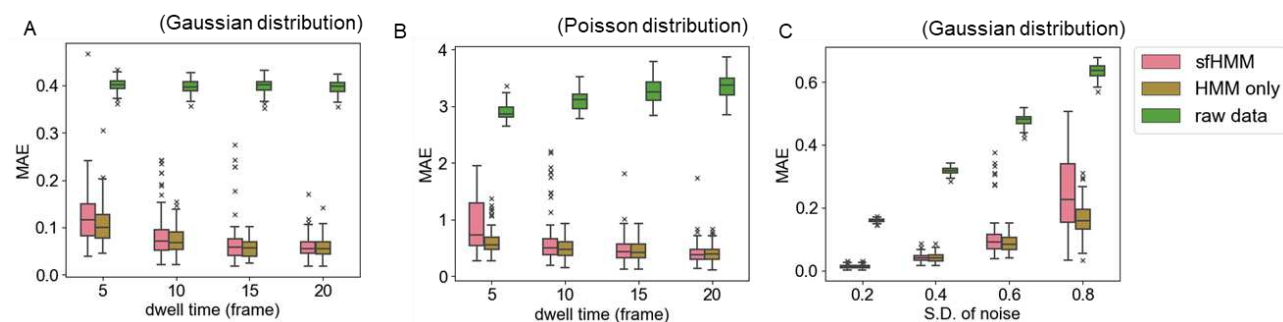 A
(Gaussian distribution)
MAE
0.4
0.3
0.2
0.1
0.0
5
10
15
20
dwell time (frame)
B
(Poisson distribution)
MAE
4
3
2
1
0
5
10
15
20
dwell time (frame)
C
(Gaussian distribution)
MAE
0.6
0.4
0.2
0.0
0.2
0.4
0.6
0.8
S.D. of noise
sfHMM
HMM only
raw data